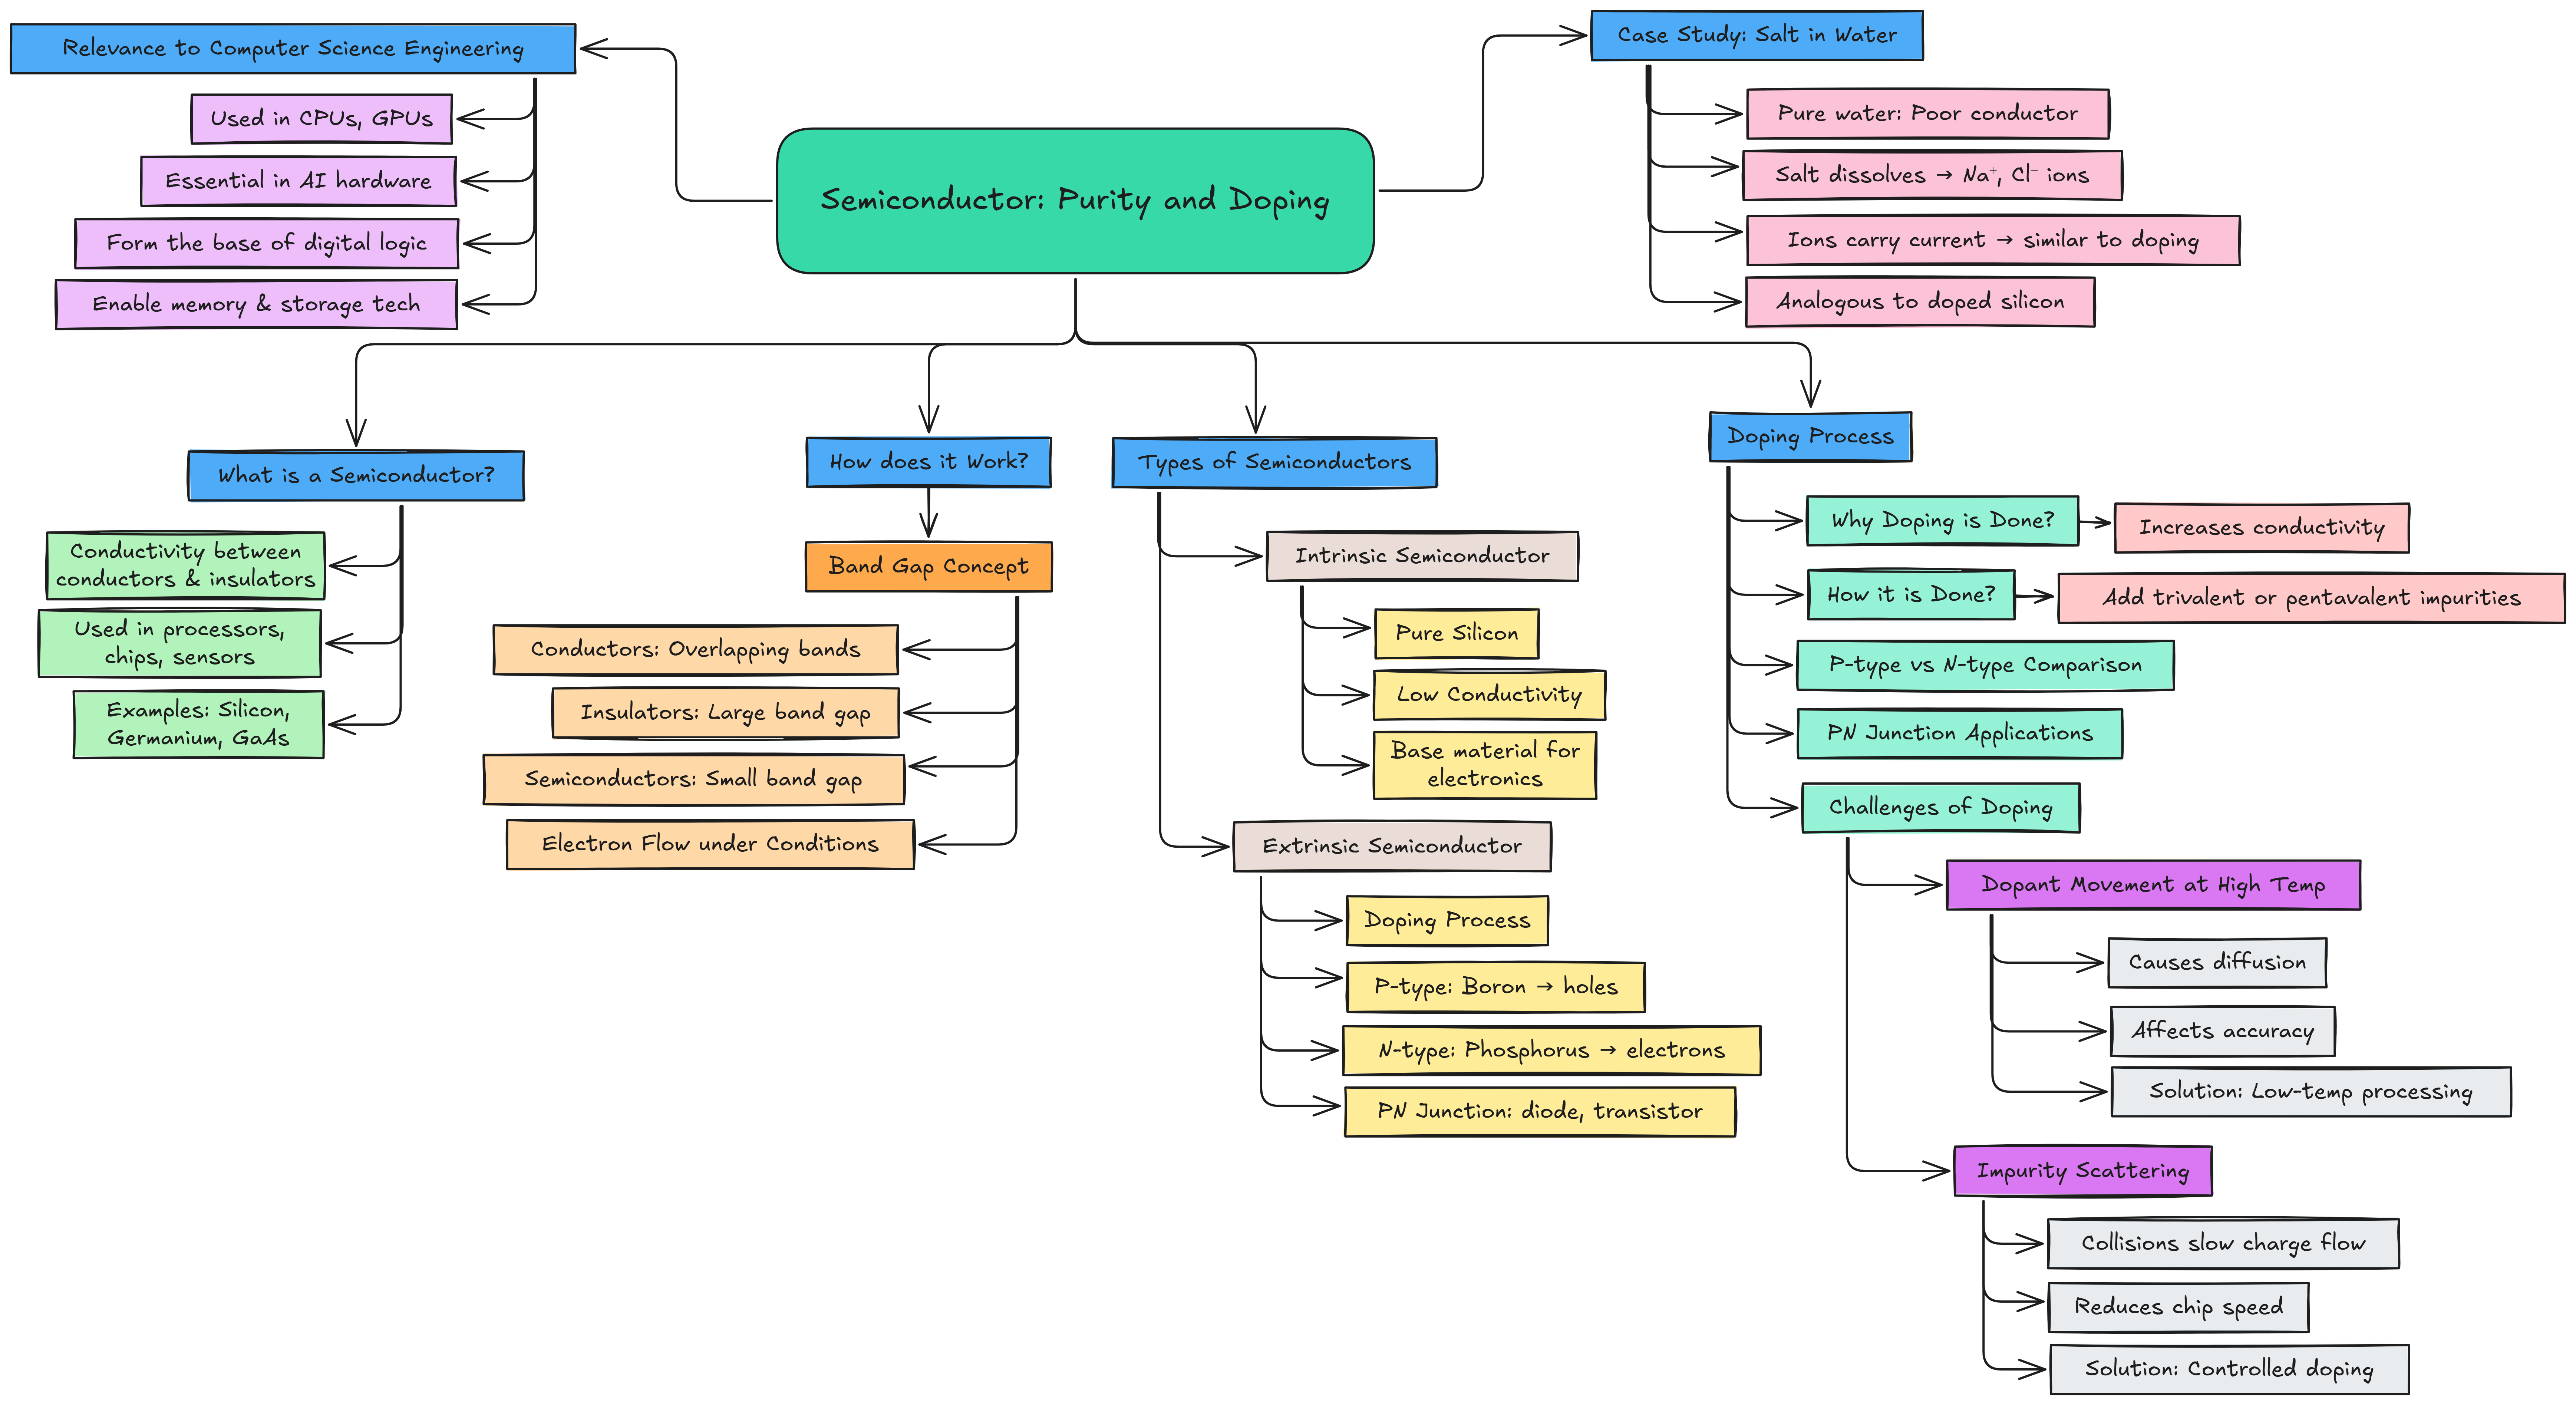 Semiconductor: Purity and Doping
Relevance to Computer Science Engineering
Used in CPUs, GPUs
Essential in AI hardware
Form the base of digital logic
Enable memory & storage tech
Case Study: Salt in Water
Pure water: Poor conductor
Salt dissolves → Na⁺, Cl⁻ ions
Ions carry current → similar to doping
Analogous to doped silicon
What is a Semiconductor?
Conductivity between
conductors & insulators
Used in processors,
chips, sensors
Examples: Silicon,
Germanium, GaAs
How does it Work?
Band Gap Concept
Conductors: Overlapping bands
Insulators: Large band gap
Semiconductors: Small band gap
Electron Flow under Conditions
Types of Semiconductors
Intrinsic Semiconductor
Pure Silicon
Low Conductivity
Base material for
electronics
Extrinsic Semiconductor
Doping Process
P-type: Boron → holes
N-type: Phosphorus → electrons
PN Junction: diode, transistor
Doping Process
Why Doping is Done?
Increases conductivity
How it is Done?
Add trivalent or pentavalent impurities
P-type vs N-type Comparison
PN Junction Applications
Challenges of Doping
Dopant Movement at High Temp
Causes diffusion
Affects accuracy
Solution: Low-temp processing
Impurity Scattering
Collisions slow charge flow
Reduces chip speed
Solution: Controlled doping